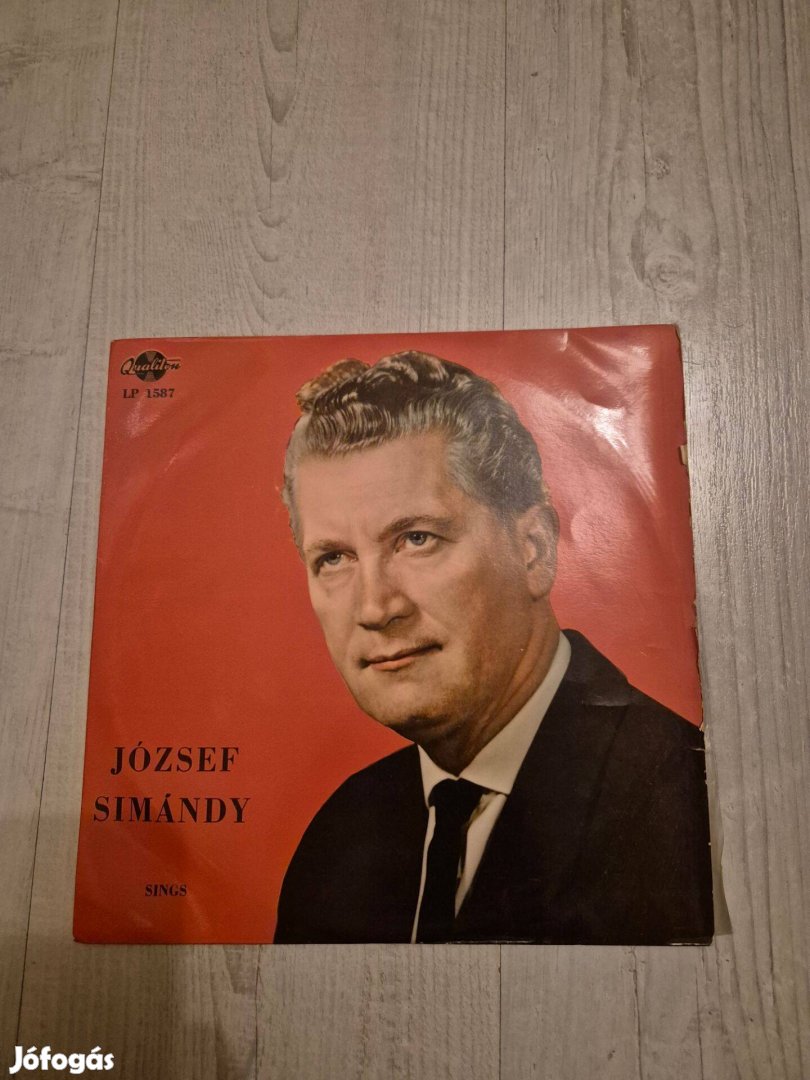 Qualiton
LP 1587
JÓZSEF
SIMÁNDY
SINGS
Jófogás